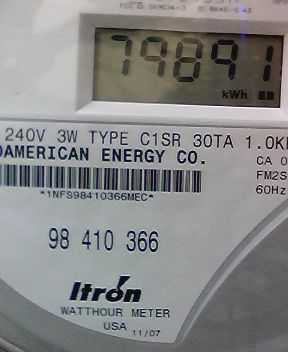 79891
kWh
240V 3W TYPE C1SR 30TA 1.0K
AMERICAN ENERGY CO.
CA 0
FM2S
60Hz
*1NFS98410366MEC*
98 410 366
Itrón
WATTHOUR METER
USA 11/07